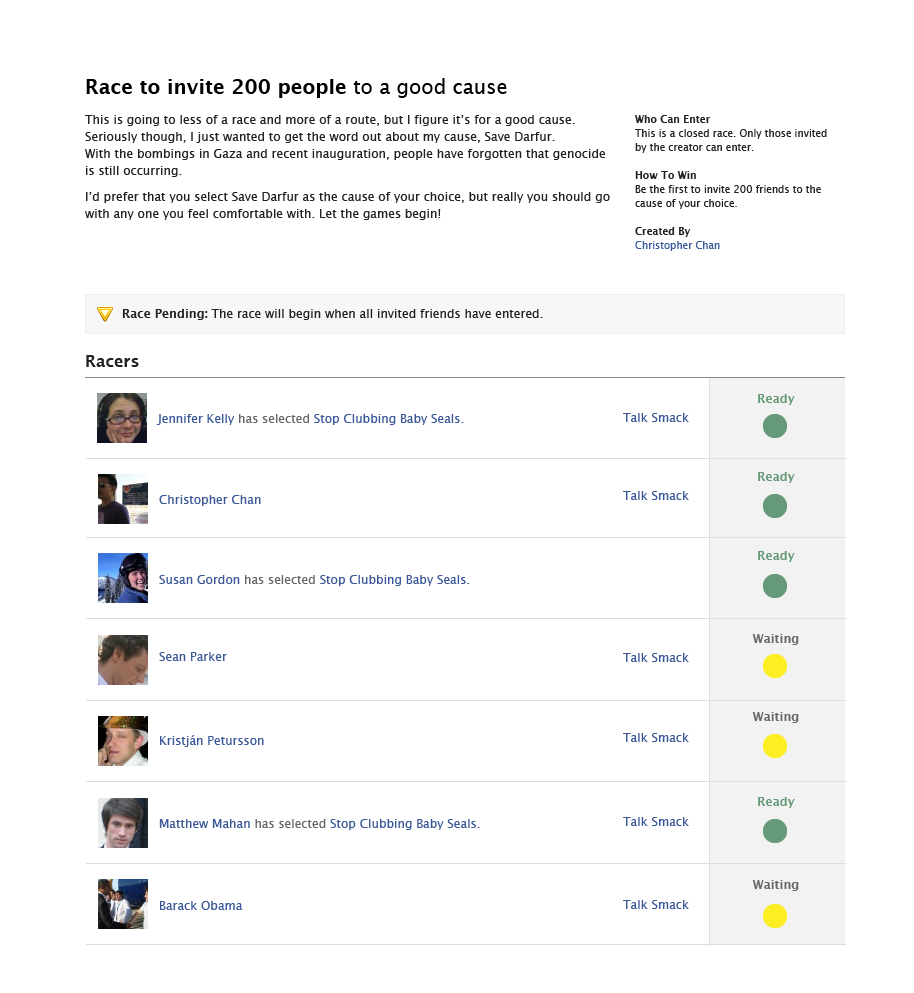 Race to invite 200 people to a good cause
This is going to less of a race and more of a route, but I figure it’s for a good cause.
Seriously though, I just wanted to get the word out about my cause, Save Darfur.
With the bombings in Gaza and recent inauguration, people have forgotten that genocide
is still occurring.
I’d prefer that you select Save Darfur as the cause of your choice, but really you should go
with any one you feel comfortable with. Let the games begin!
Who Can Enter
This is a closed race. Only those invited
by the creator can enter.
How To Win
Be the first to invite 200 friends to the
cause of your choice.
Created By
Christopher Chan
Race Pending: The race will begin when all invited friends have entered.
Racers
Jennifer Kelly has selected Stop Clubbing Baby Seals.
Talk Smack
Ready
Christopher Chan
Talk Smack
Ready
Susan Gordon has selected Stop Clubbing Baby Seals.
Ready
Sean Parker
Talk Smack
Waiting
Kristján Petursson
Talk Smack
Waiting
Matthew Mahan has selected Stop Clubbing Baby Seals.
Talk Smack
Ready
Barack Obama
Talk Smack
Waiting